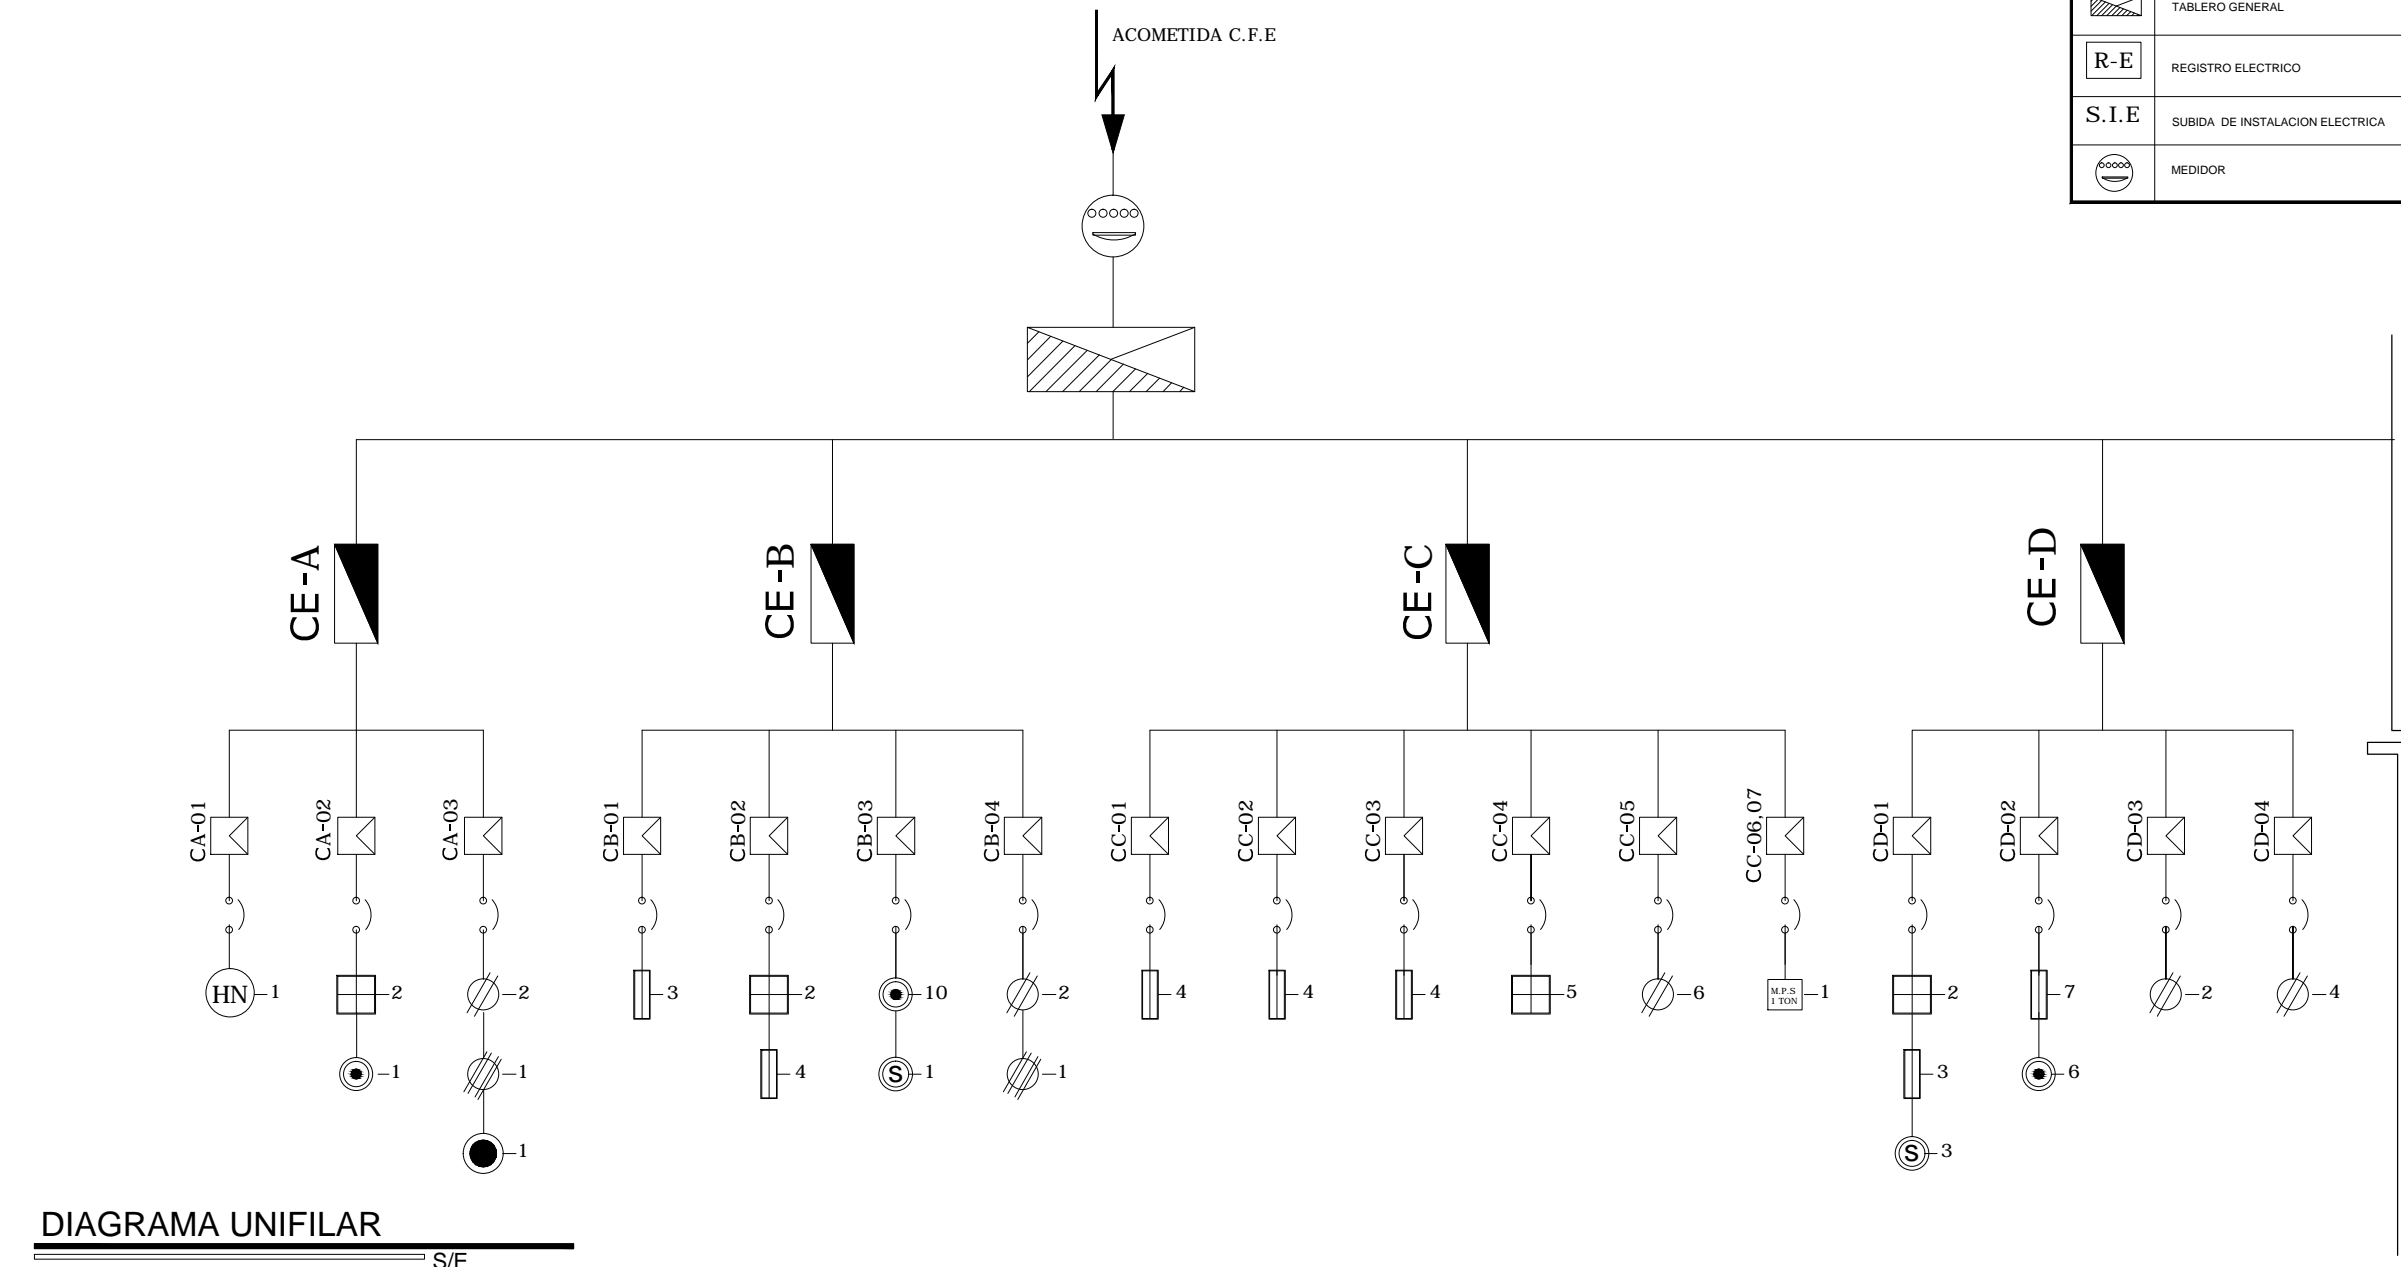 ACOMETIDA C.F.E
TABLERO GENERAL
R-E REGISTRO ELECTRICO
S.I.E SUBIDA DE INSTALACION ELECTRICA
MEDIDOR
CE-A
CE-B
CE-C
CE-D
CA-01
CA-02
CA-03
CB-01
CB-02
CB-03
CB-04
CC-01
CC-02
CC-03
CC-04
CC-05
CC-06,07
CD-01
CD-02
CD-03
CD-04
HN 1 2 2 3 2 10 2 4 4 4 5 6 M.P.S 1 2 7 2 4
1 TON
1 1 4 S 1 1 3 6
1 S 3
DIAGRAMA UNIFILAR